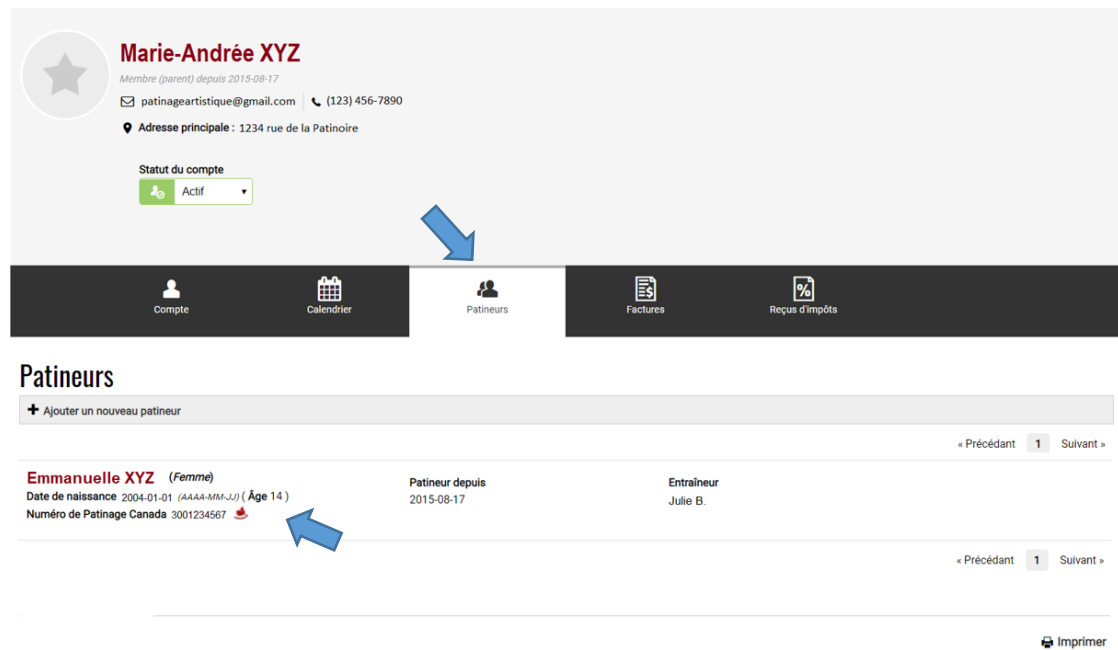 Marie-Andrée XYZ
Membre (parent) depuis 2015-08-17
patinageartistique@gmail.com (123) 456-7890
Adresse principale : 1234 rue de la Patinoire
Statut du compte
Actif
Compte Calendrier Patineurs Factures Reçus d'impôts
Patineurs
Ajouter un nouveau patineur
« Précédant 1 Suivant »
Emmanuelle XYZ (Femme) Patineur depuis Entraîneur
Date de naissance 2004-01-01 (AAAA-MM-JJ) ( Âge 14 ) 2015-08-17 Julie B.
Numéro de Patinage Canada 3001234567
« Précédant 1 Suivant »
Imprimer